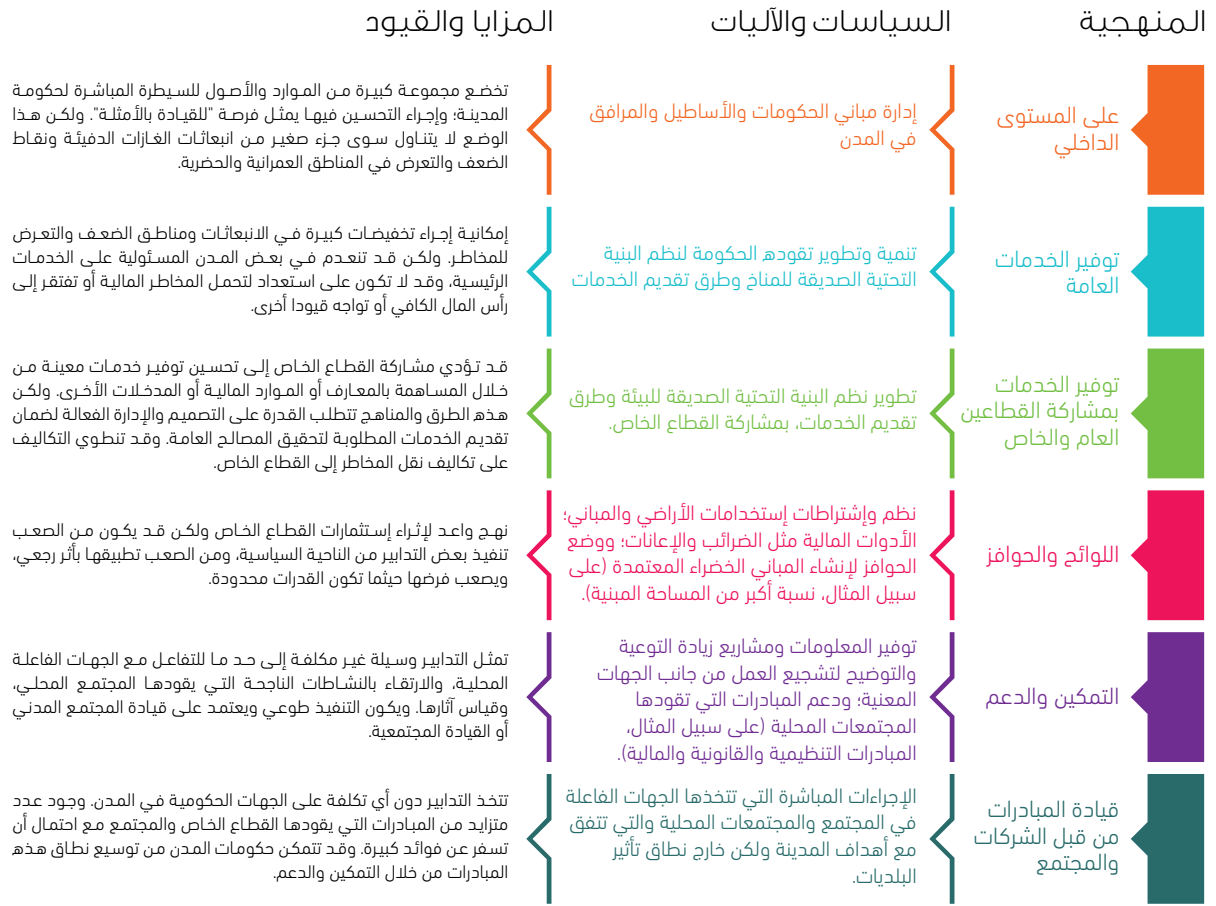 المنهجية
السياسات والآليات
المزايا والقيود
على المستوى
الداخلي
إدارة مباني الحكومات والأساطيل والمرافق
في المدن
تخضع مجموعة كبيرة من الموارد والأصول للسيطرة المباشرة لحكومة
المدينة؛ وإجراء التحسين فيها يمثل فرصة "للقيادة بالأمثلة". ولكن هذا
الوضع لا يتناول سوى جزء صغير من انبعاثات الغازات الدفيئة ونقاط
الضعف والتعرض في المناطق العمرانية والحضرية.
توفير الخدمات
العامة
تنمية وتطوير تقوده الحكومة لنظم البنية
التحتية الصديقة للمناخ وطرق تقديم الخدمات
إمكانية إجراء تخفيضات كبيرة في الانبعاثات ومناطق الضعف والتعرض
للمخاطر. ولكن قد تنعدم في بعض المدن المسئولية على الخدمات
الرئيسية، وقد لا تكون على استعداد لتحمل المخاطر المالية أو تفتقر إلى
رأس المال الكافي أو تواجه قيودا أخرى.
توفير الخدمات
بمشاركة القطاعين
العام والخاص
تطوير نظم البنية التحتية الصديقة للبيئة وطرق
تقديم الخدمات، بمشاركة القطاع الخاص.
قد تؤدي مشاركة القطاع الخاص إلى تحسين توفير خدمات معينة من
خلال المساهمة بالمعارف أو الموارد المالية أو المدخلات الأخرى. ولكن
هذه الطرق والمناهج تتطلب القدرة على التصميم والإدارة الفعالة لضمان
تقديم الخدمات المطلوبة لتحقيق المصالح العامة. وقد تنطوي التكاليف
على تكاليف نقل المخاطر إلى القطاع الخاص.
اللوائح والحوافز
نظم وإشتراطات إستخدامات الأراضي والمباني؛
الأدوات المالية مثل الضرائب والإعانات؛ ووضع
الحوافز لإنشاء المباني الخضراء المعتمدة (على
سبيل المثال، نسبة أكبر من المساحة المبنية).
نهج واعد لإثراء إستثمارات القطاع الخاص ولكن قد يكون من الصعب
تنفيذ بعض التدابير من الناحية السياسية، ومن الصعب تطبيقها بأثر رجعي،
ويصعب فرضها حيثما تكون القدرات محدودة.
التمكين والدعم
توفير المعلومات ومشاريع زيادة التوعية
والتوضيح لتشجيع العمل من جانب الجهات
المعنية؛ ودعم المبادرات التي تقودها
المجتمعات المحلية (على سبيل المثال،
المبادرات التنظيمية والقانونية والمالية).
تمثل التدابير وسيلة غير مكلفة إلى حد ما للتفاعل مع الجهات الفاعلة
المحلية، والارتقاء بالنشاطات الناجحة التي يقودها المجتمع المحلي،
وقياس آثارها. ويكون التنفيذ طوعي ويعتمد على قيادة المجتمع المدني
أو القيادة المجتمعية.
قيادة المبادرات
من قبل الشركات
والمجتمع
الإجراءات المباشرة التي تتخذها الجهات الفاعلة
في المجتمع والمجتمعات المحلية والتي تتفق
مع أهداف المدينة ولكن خارج نطاق تأثير
البلديات.
تتخذ التدابير دون أي تكلفة على الجهات الحكومية في المدن. وجود عدد
متزايد من المبادرات التي يقودها القطاع الخاص والمجتمع مع احتمال أن
تسفر عن فوائد كبيرة. وقد تتمكن حكومات المدن من توسيع نطاق هذه
المبادرات من خلال التمكين والدعم.